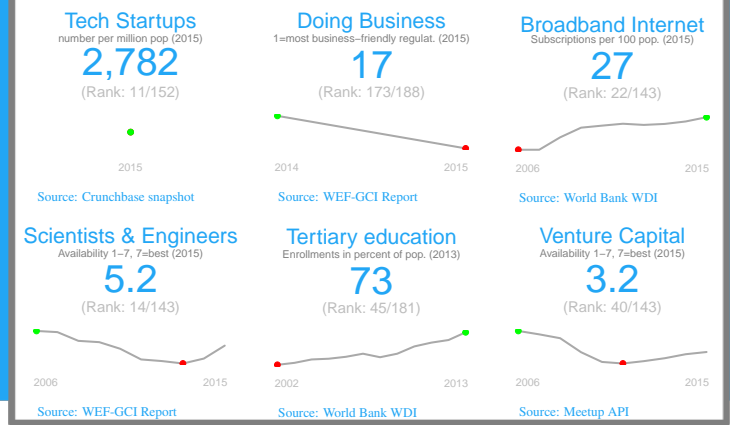 Tech Startups
number per million pop (2015)
2,782
(Rank: 11/152)
2015
Source: Crunchbase snapshot
Doing Business
1=most business−friendly regulat. (2015)
17
(Rank: 173/188)
2014 2015
Source: WEF-GCI Report
Broadband Internet
Subscriptions per 100 pop. (2015)
27
(Rank: 22/143)
2006 2015
Source: World Bank WDI
Scientists & Engineers
Availability 1−7, 7=best (2015)
5.2
(Rank: 14/143)
2006 2015
Source: WEF-GCI Report
Tertiary education
Enrollments in percent of pop. (2013)
73
(Rank: 45/181)
2002 2013
Source: World Bank WDI
Venture Capital
Availability 1−7, 7=best (2015)
3.2
(Rank: 40/143)
2006 2015
Source: Meetup API